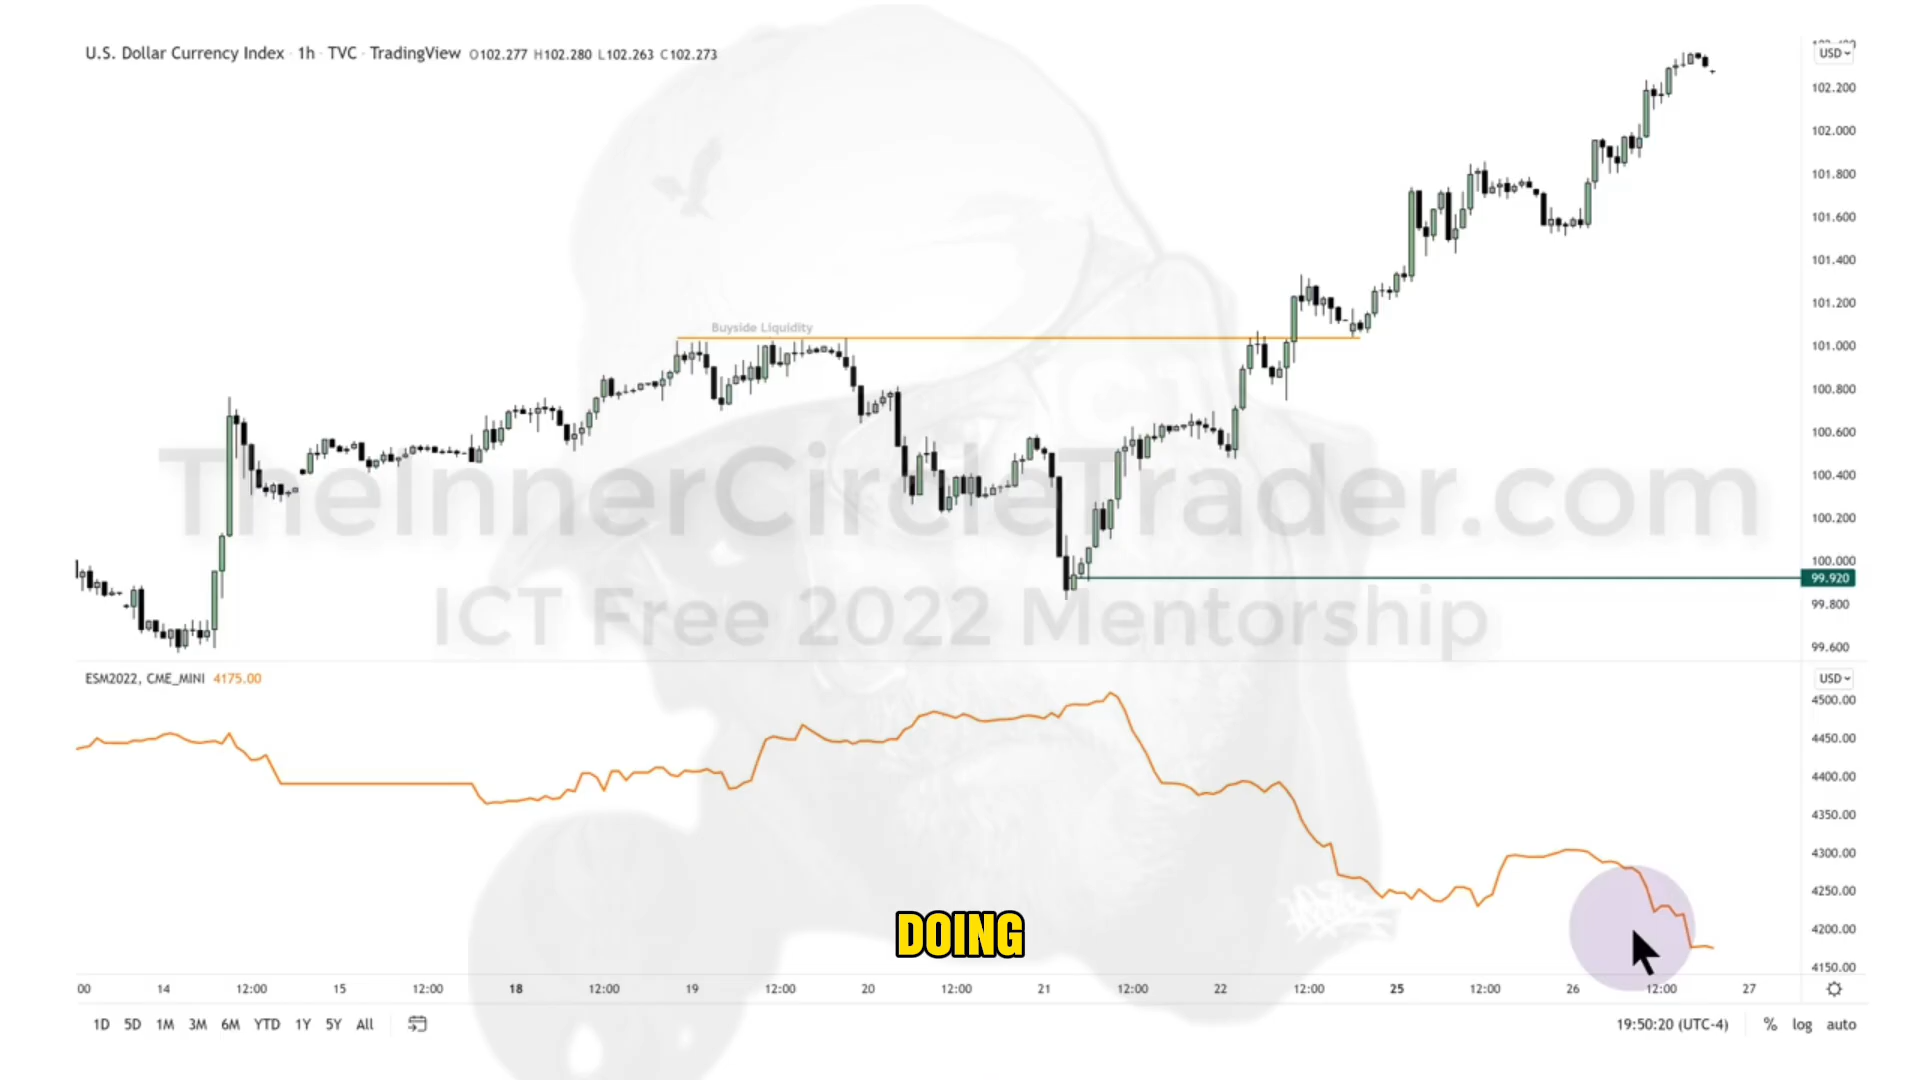 U.S. Dollar Currency Index · 1h · TVC · TradingView O102.277 H102.280 L102.263 C102.273
USD
102.200
102.000
101.800
101.600
101.400
101.200
Buyside Liquidity
101.000
100.800
100.600
TheInnerCircleTrader.com
100.400
100.200
100.000
99.920
ICT Free 2022 Mentorship
99.800
99.600
ESM2022, CME_MINI 4175.00
USD
4500.00
4450.00
4400.00
4350.00
4300.00
4250.00
4200.00
DOING
4150.00
00 14 12:00 15 12:00 18 12:00 19 12:00 20 12:00 21 12:00 22 12:00 25 12:00 26 12:00 27
1D 5D 1M 3M 6M YTD 1Y 5Y All 19:50:20 (UTC-4) % log auto